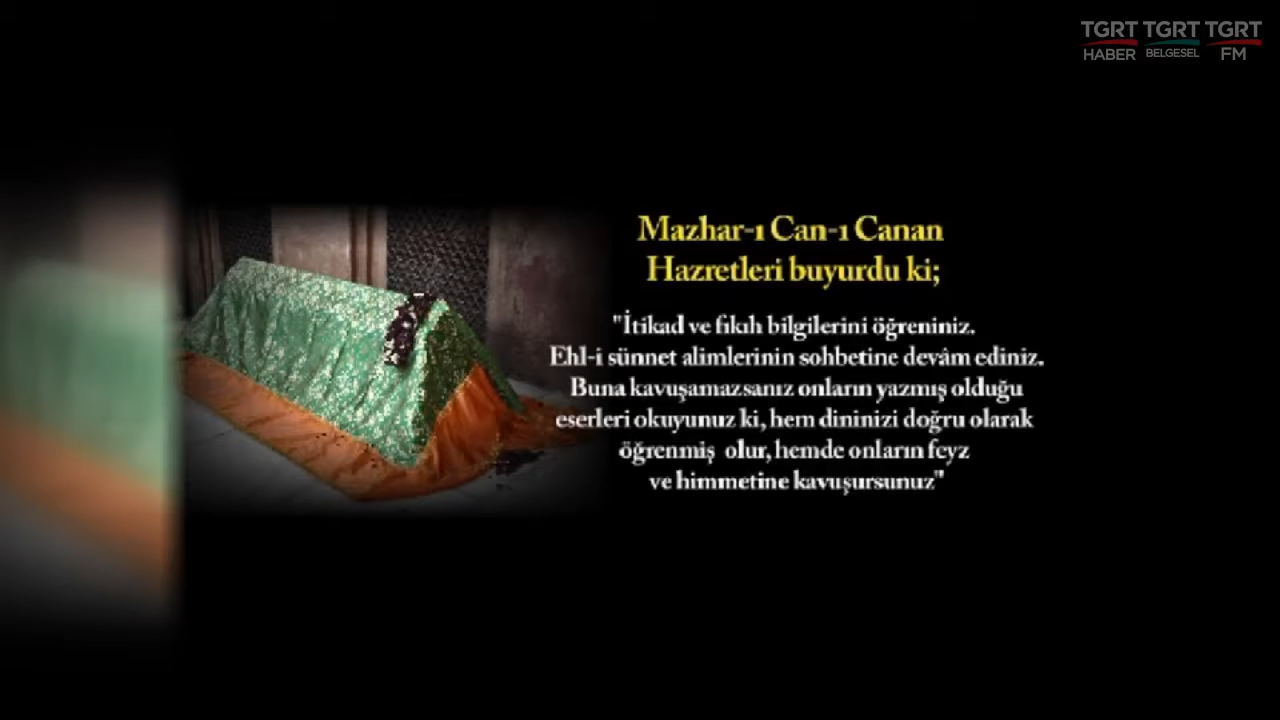 TGRT TGRT TGRT
HABER BELGESEL FM
Mazhar-ı Can-ı Canan
Hazretleri buyurdu ki;
"İtikad ve fıkıh bilgilerini öğreniniz.
Ehl-i sünnet alimlerinin sohbetine devâm ediniz.
Buna kavuşamazsanız onların yazmış olduğu
eserleri okuyunuz ki, hem dininizi doğru olarak
öğrenmiş olur, hemde onların feyz
ve himmetine kavuşursunuz"